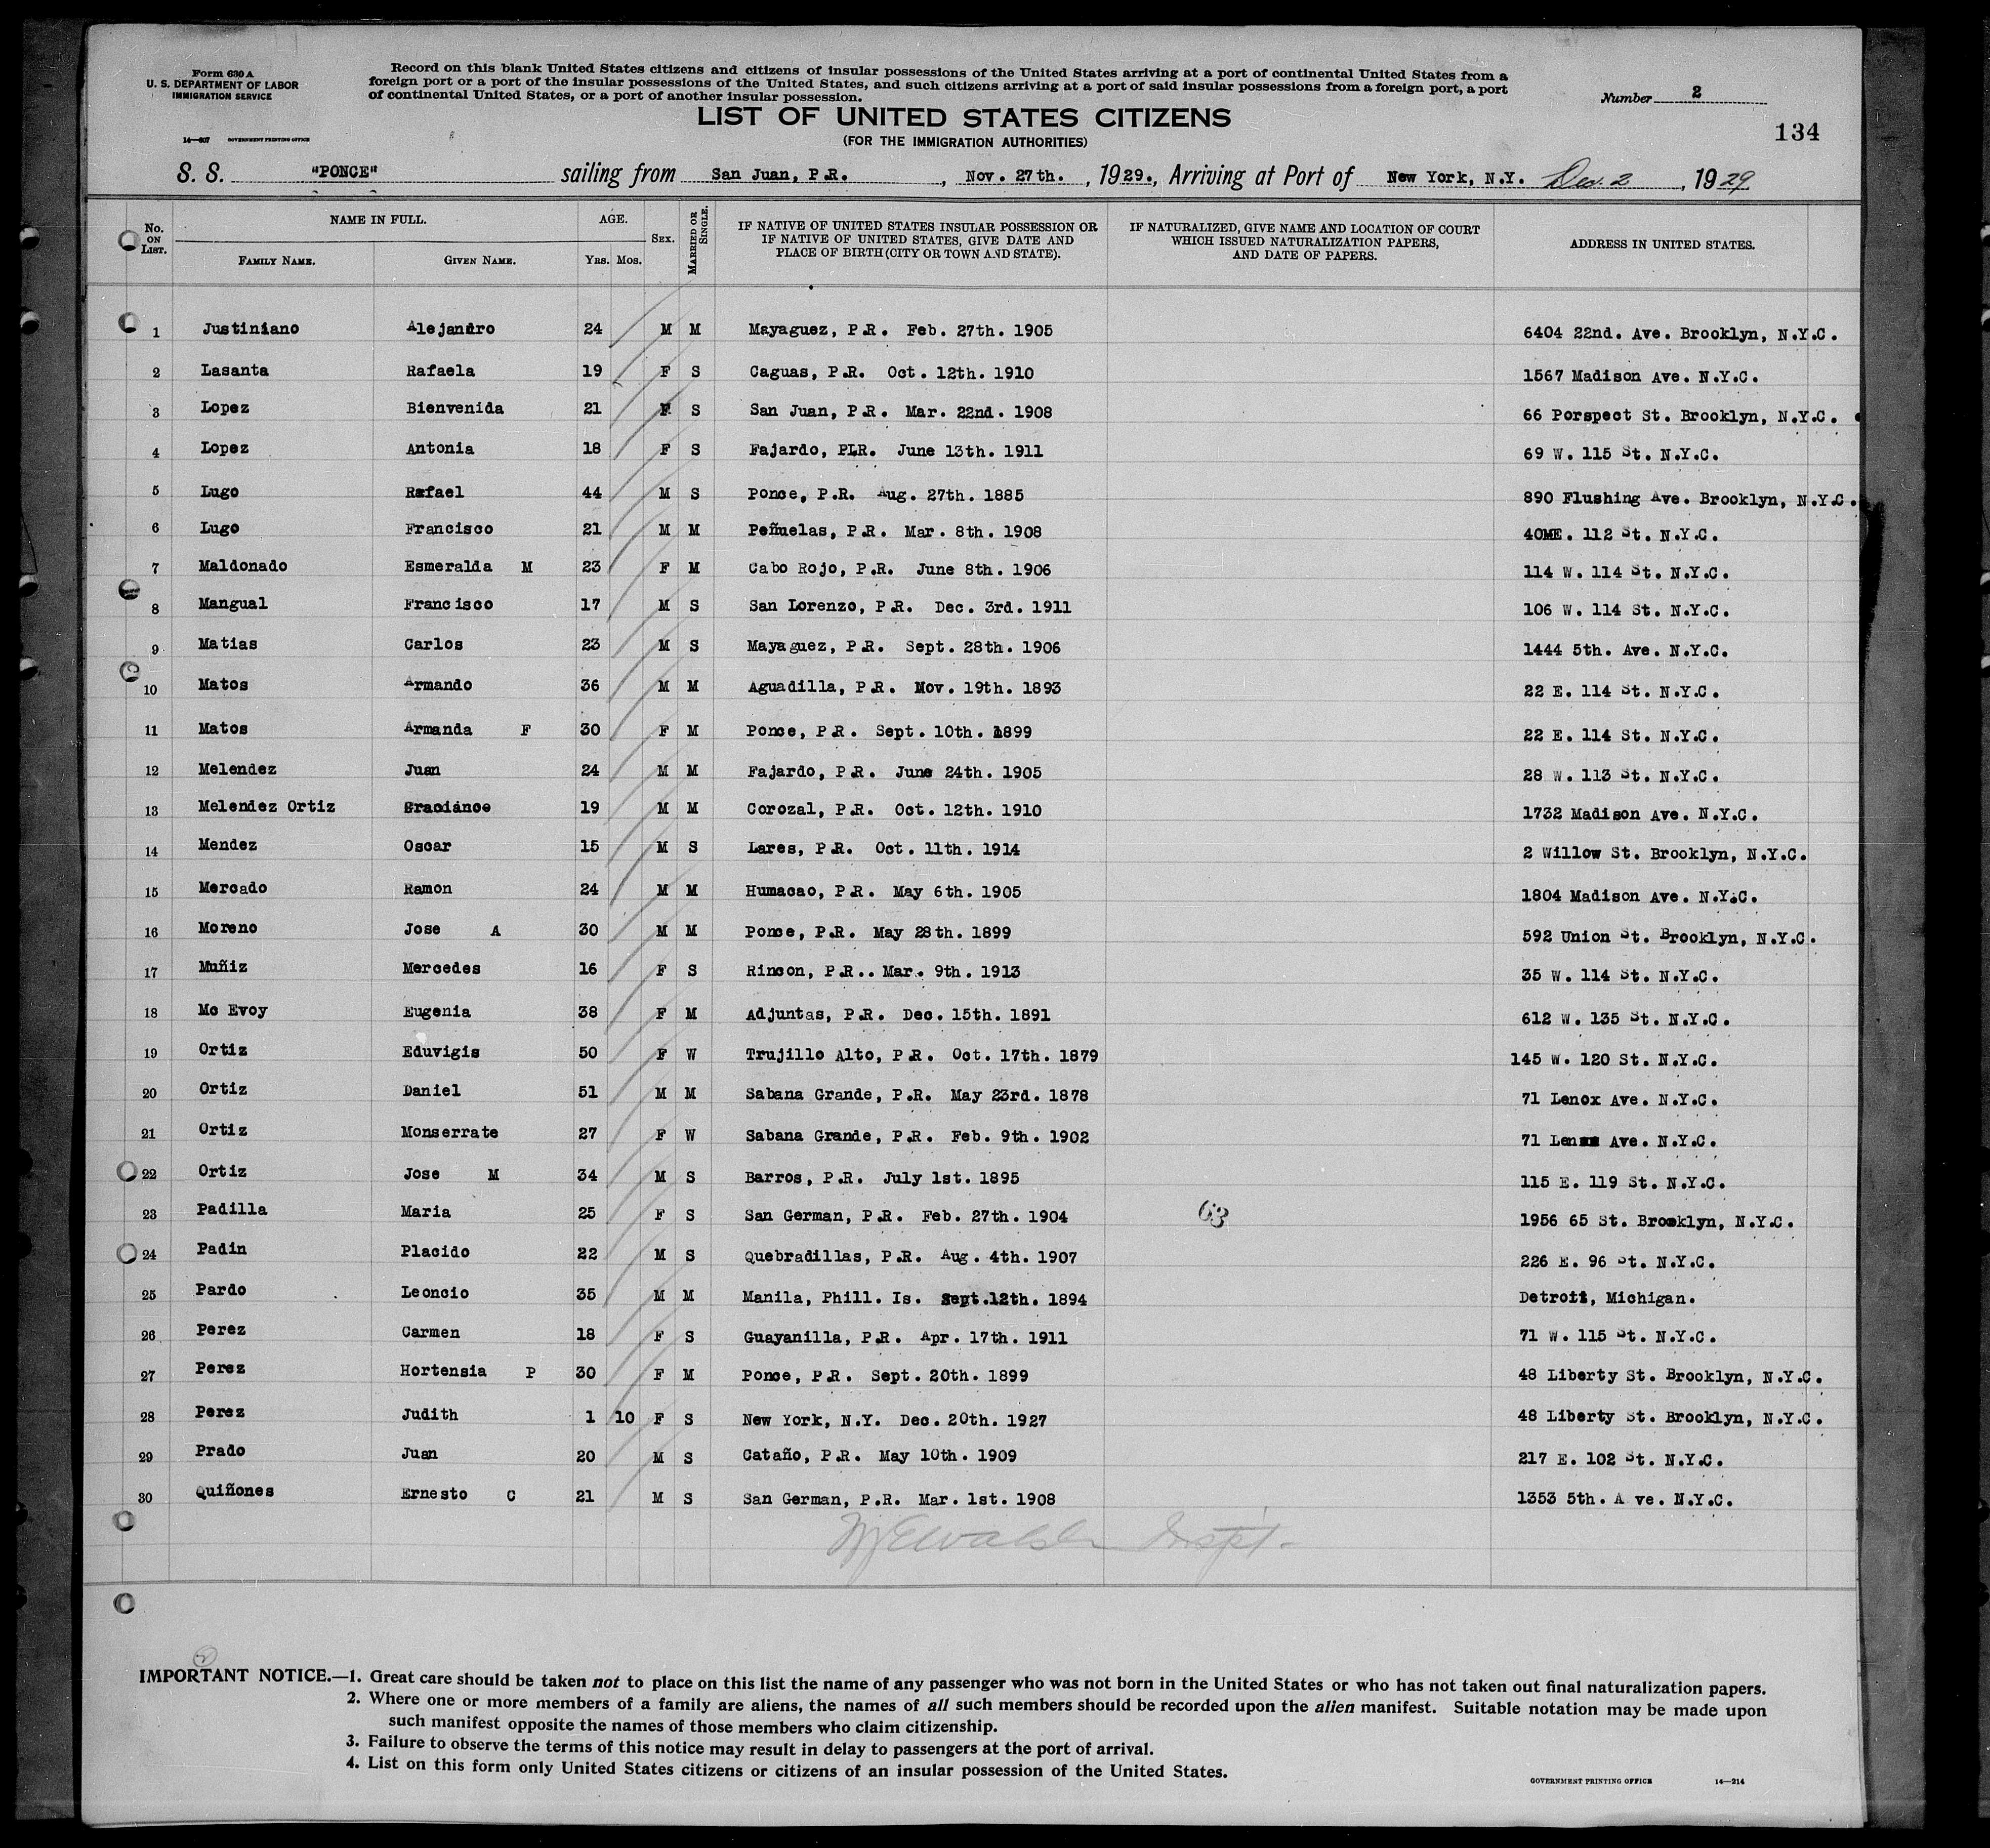 Form 630 A
U. S. DEPARTMENT OF LABOR
IMMIGRATION SERVICE
14—607 GOVERNMENT PRINTING OFFICE
Record on this blank United States citizens and citizens of insular possessions of the United States arriving at a port of continental United States from a
foreign port or a port of the insular possessions of the United States, and such citizens arriving at a port of said insular possessions from a foreign port, a port
of continental United States, or a port of another insular possession.
Number 2
LIST OF UNITED STATES CITIZENS
(FOR THE IMMIGRATION AUTHORITIES)
134
S. S. "PONCE" sailing from San Juan, P.R., Nov. 27th., 1929., Arriving at Port of New York, N.Y. Dec. 2, 1929
No. ON LIST. NAME IN FULL. FAMILY NAME. GIVEN NAME. AGE. YRS. MOS. SEX. MARRIED OR SINGLE. IF NATIVE OF UNITED STATES INSULAR POSSESSION OR IF NATIVE OF UNITED STATES, GIVE DATE AND PLACE OF BIRTH (CITY OR TOWN AND STATE). IF NATURALIZED, GIVE NAME AND LOCATION OF COURT WHICH ISSUED NATURALIZATION PAPERS, AND DATE OF PAPERS. ADDRESS IN UNITED STATES.
1 Justiniano Alejandro 24 M M Mayaguez, P.R. Feb. 27th. 1905 6404 22nd. Ave. Brooklyn, N.Y.C.
2 Lasanta Rafaela 19 F S Caguas, P.R. Oct. 12th. 1910 1567 Madison Ave. N.Y.C.
3 Lopez Bienvenida 21 F S San Juan, P.R. Mar. 22nd. 1908 66 Porspect St. Brooklyn, N.Y.C.
4 Lopez Antonia 18 F S Fajardo, PLR. June 13th. 1911 69 W. 115 St. N.Y.C.
5 Lugo Rafael 44 M S Ponce, P.R. Aug. 27th. 1885 890 Flushing Ave. Brooklyn, N.Y.C.
6 Lugo Francisco 21 M M Peñuelas, P.R. Mar. 8th. 1908 40ME. 112 St. N.Y.C.
7 Maldonado Esmeralda M 23 F M Cabo Rojo, P.R. June 8th. 1906 114 W. 114 St. N.Y.C.
8 Mangual Francisco 17 M S San Lorenzo, P.R. Dec. 3rd. 1911 106 W. 114 St. N.Y.C.
9 Matias Carlos 23 M S Mayaguez, P.R. Sept. 28th. 1906 1444 5th. Ave. N.Y.C.
10 Matos Armando 36 M M Aguadilla, P.R. Nov. 19th. 1893 22 E. 114 St. N.Y.C.
11 Matos Armanda F 30 F M Ponce, P.R. Sept. 10th. 1899 22 E. 114 St. N.Y.C.
12 Melendez Juan 24 M M Fajardo, P.R. June 24th. 1905 28 W. 113 St. N.Y.C.
13 Melendez Ortiz 19 M M Corozal, P.R. Oct. 12th. 1910 1732 Madison Ave. N.Y.C.
14 Mendez Oscar 15 M S Lares, P.R. Oct. 11th. 1914 2 Willow St. Brooklyn, N.Y.C.
15 Mercado Ramon 24 M M Humacao, P.R. May 6th. 1905 1804 Madison Ave. N.Y.C.
16 Moreno Jose A 30 M M Ponce, P.R. May 28th. 1899 592 Union St. Brooklyn, N.Y.C.
17 Muñiz Mercedes 16 F S Rincon, P.R.. Mar. 9th. 1913 35 W. 114 St. N.Y.C.
18 Mc Evoy Eugenia 38 F M Adjuntas, P.R. Dec. 15th. 1891 612 W. 135 St. N.Y.C.
19 Ortiz Eduvigis 50 F W Trujillo Alto, P.R. Oct. 17th. 1879 145 W. 120 St. N.Y.C.
20 Ortiz Daniel 51 M M Sabana Grande, P.R. May 23rd. 1878 71 Lenox Ave. N.Y.C.
21 Ortiz Monserrate 27 F W Sabana Grande, P.R. Feb. 9th. 1902 71 Ave. N.Y.C.
22 Ortiz Jose M 34 M S Barros, P.R. July 1st. 1895 115 E. 119 St. N.Y.C.
23 Padilla Maria 25 F S San German, P.R. Feb. 27th. 1904 63 1956 65 St. Brooklyn, N.Y.C.
24 Padin Placido 22 M S Quebradillas, P.R. Aug. 4th. 1907 226 E. 96 St. N.Y.C.
25 Pardo Leoncio 35 M M Manila, Phill. Is. Sept.12th. 1894 Detroit, Michigan.
26 Perez Carmen 18 F S Guayanilla, P.R. Apr. 17th. 1911 71 W. 115 St. N.Y.C.
27 Perez Hortensia P 30 F M Ponce, P.R. Sept. 20th. 1899 48 Liberty St. Brooklyn, N.Y.C.
28 Perez Judith 1 10 F S New York, N.Y. Dec. 20th. 1927 48 Liberty St. Brooklyn, N.Y.C.
29 Prado Juan 20 M S Cataño, P.R. May 10th. 1909 217 E. 102 St. N.Y.C.
30 Quiñones Ernesto C 21 M S San German, P.R. Mar. 1st. 1908 1353 5th. A ve. N.Y.C.
Inspt.
IMPORTANT NOTICE.—1. Great care should be taken not to place on this list the name of any passenger who was not born in the United States or who has not taken out final naturalization papers.
2. Where one or more members of a family are aliens, the names of all such members should be recorded upon the alien manifest. Suitable notation may be made upon
such manifest opposite the names of those members who claim citizenship.
3. Failure to observe the terms of this notice may result in delay to passengers at the port of arrival.
4. List on this form only United States citizens or citizens of an insular possession of the United States.
GOVERNMENT PRINTING OFFICE 14—214